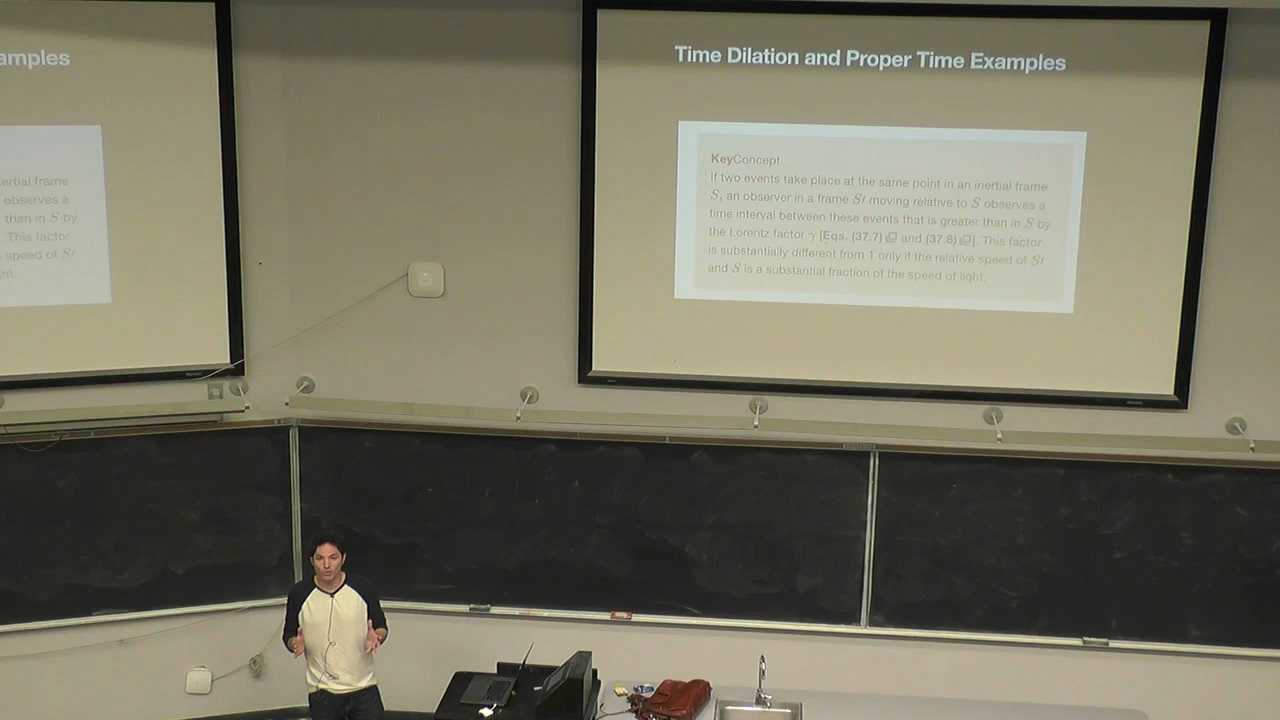 amples
ertial frame
observes a
than in S by
This factor
speed of S′
ht.
Time Dilation and Proper Time Examples
KeyConcept
If two events take place at the same point in an inertial frame
S, an observer in a frame S′ moving relative to S observes a
time interval between these events that is greater than in S by
the Lorentz factor γ [Eqs. (37.7) and (37.8)]. This factor
is substantially different from 1 only if the relative speed of S′
and S is a substantial fraction of the speed of light.